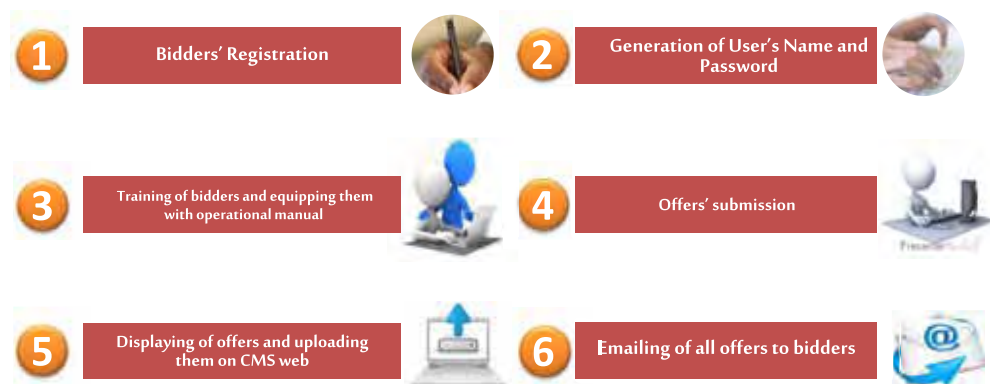 1
Bidders' Registration
2
Generation of User's Name and
Password
3
Training of bidders and equipping them
with operational manual
4
Offers' submission
5
Displaying of offers and uploading
them on CMS web
6
Emailing of all offers to bidders
@